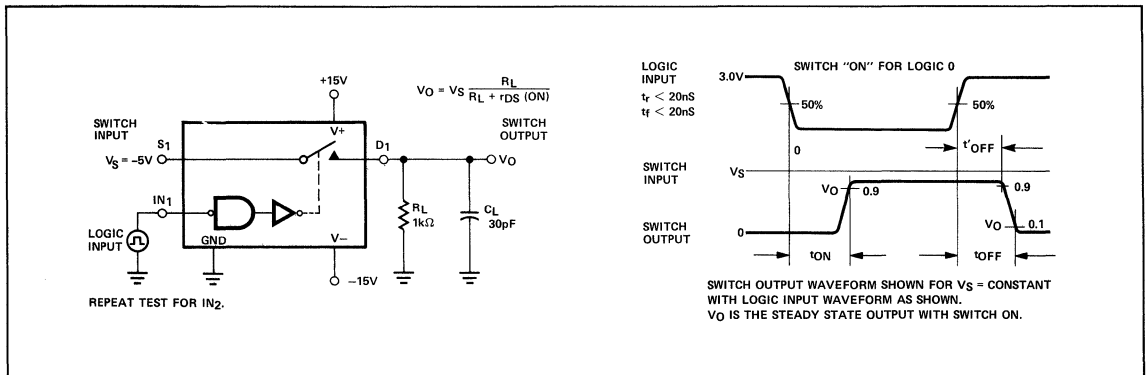 +15V
VO = VS RL / RL + rDS (ON)
SWITCH INPUT
SWITCH OUTPUT
S1
V+
D1
VS = –5V
VO
IN1
RL
1kΩ
CL
30pF
LOGIC INPUT
GND
V–
–15V
REPEAT TEST FOR IN2.
LOGIC INPUT
3.0V
SWITCH "ON" FOR LOGIC 0
tr < 20nS
tf < 20nS
50%
50%
0
t'OFF
SWITCH INPUT
VS
VO
0.9
0.9
SWITCH OUTPUT
0
VO
0.1
tON
tOFF
SWITCH OUTPUT WAVEFORM SHOWN FOR VS = CONSTANT
WITH LOGIC INPUT WAVEFORM AS SHOWN.
VO IS THE STEADY STATE OUTPUT WITH SWITCH ON.